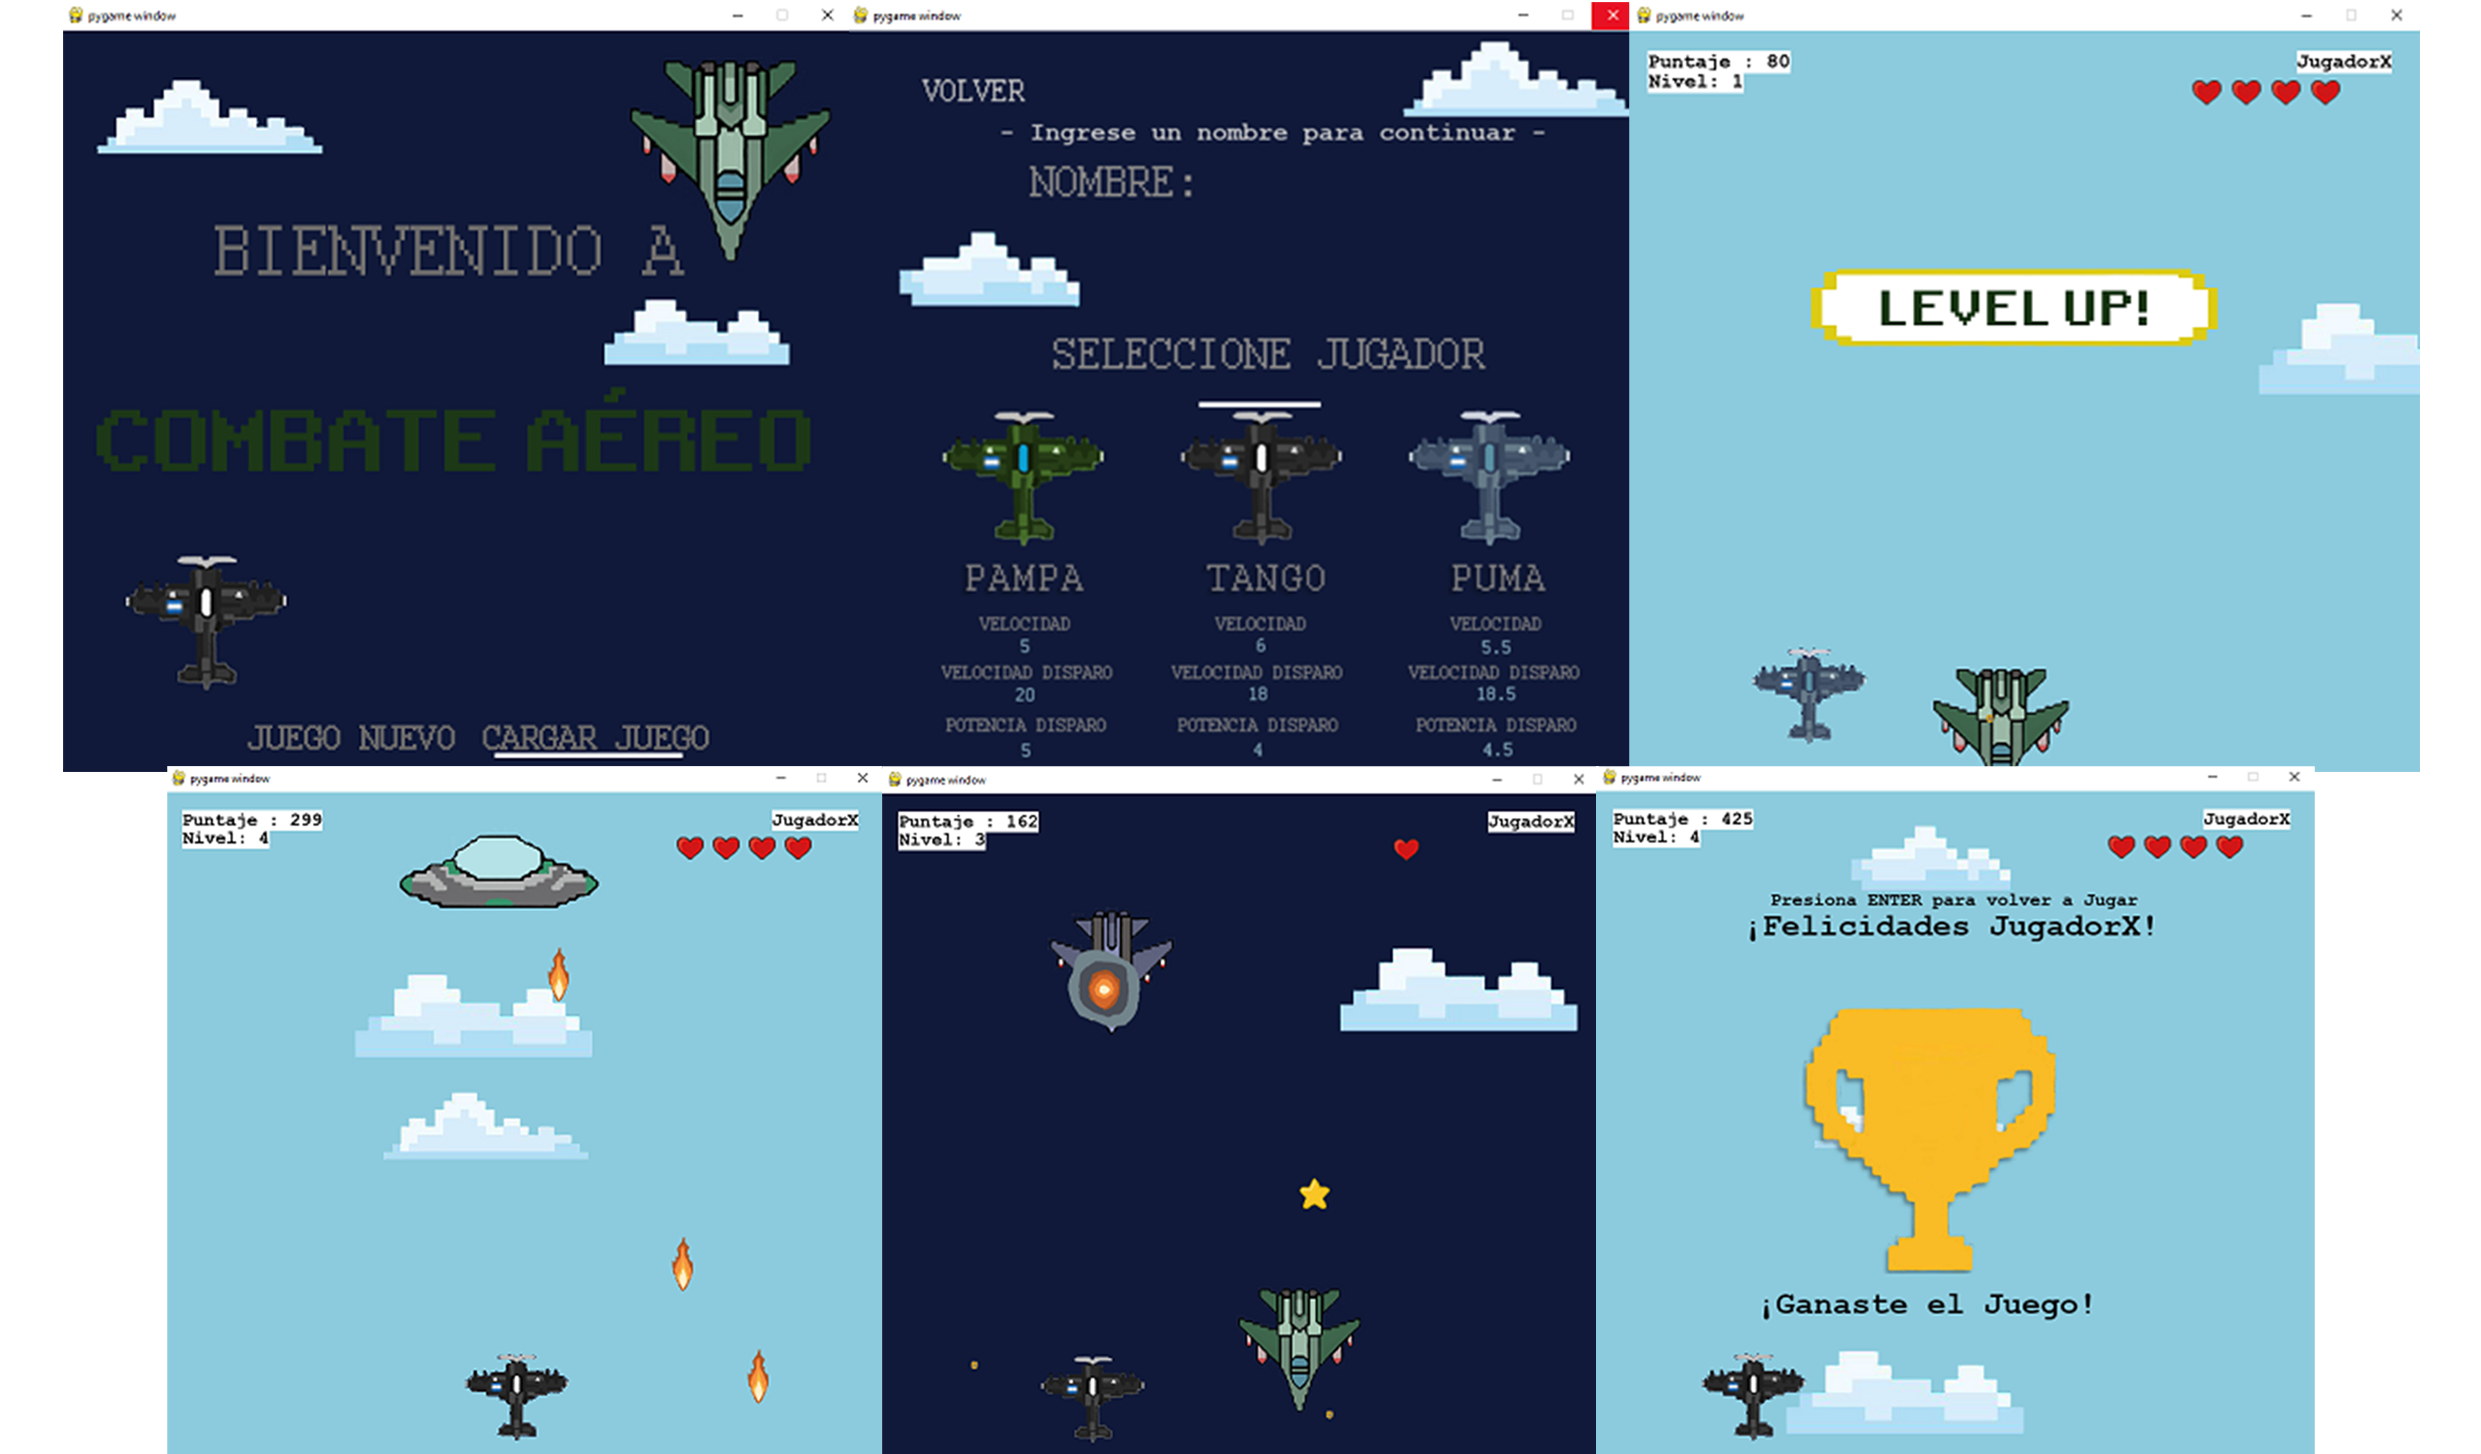 pygame window
BIENVENIDO A
COMBATE AÉREO
JUEGO NUEVO CARGAR JUEGO
pygame window
VOLVER
- Ingrese un nombre para continuar -
NOMBRE:
SELECCIONE JUGADOR
PAMPA TANGO PUMA
VELOCIDAD VELOCIDAD VELOCIDAD
5 6 5.5
VELOCIDAD DISPARO VELOCIDAD DISPARO VELOCIDAD DISPARO
20 18 18.5
POTENCIA DISPARO POTENCIA DISPARO POTENCIA DISPARO
5 4 4.5
pygame window
Puntaje : 80 JugadorX
Nivel: 1
LEVEL UP!
pygame window
Puntaje : 299 JugadorX
Nivel: 4
pygame window
Puntaje : 162 JugadorX
Nivel: 3
pygame window
Puntaje : 425 JugadorX
Nivel: 4
Presiona ENTER para volver a Jugar
¡Felicidades JugadorX!
¡Ganaste el Juego!